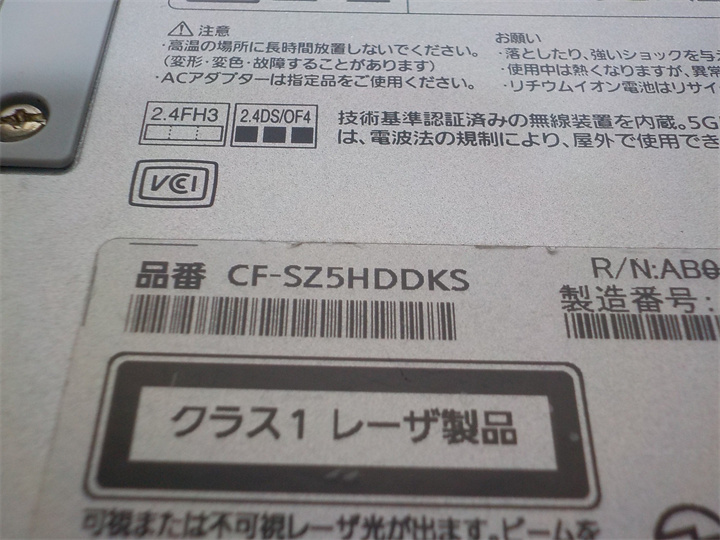 注意
・高温の場所に長時間放置しないでください。
(変形・変色・故障することがあります)
・ACアダプターは指定品をご使用ください。
お願い
・落としたり、強いショックを与え
・使用中は熱くなりますが、異常
・リチウムイオン電池はリサイ
2.4FH3
2.4DS/OF4
技術基準認証済みの無線装置を内蔵。5G
は、電波法の規制により、屋外で使用でき
VCI
品番 CF-SZ5HDDKS
R/N:AB0
製造番号:
クラス1 レーザ製品
可視または不可視レーザ光が出ます。ビームを